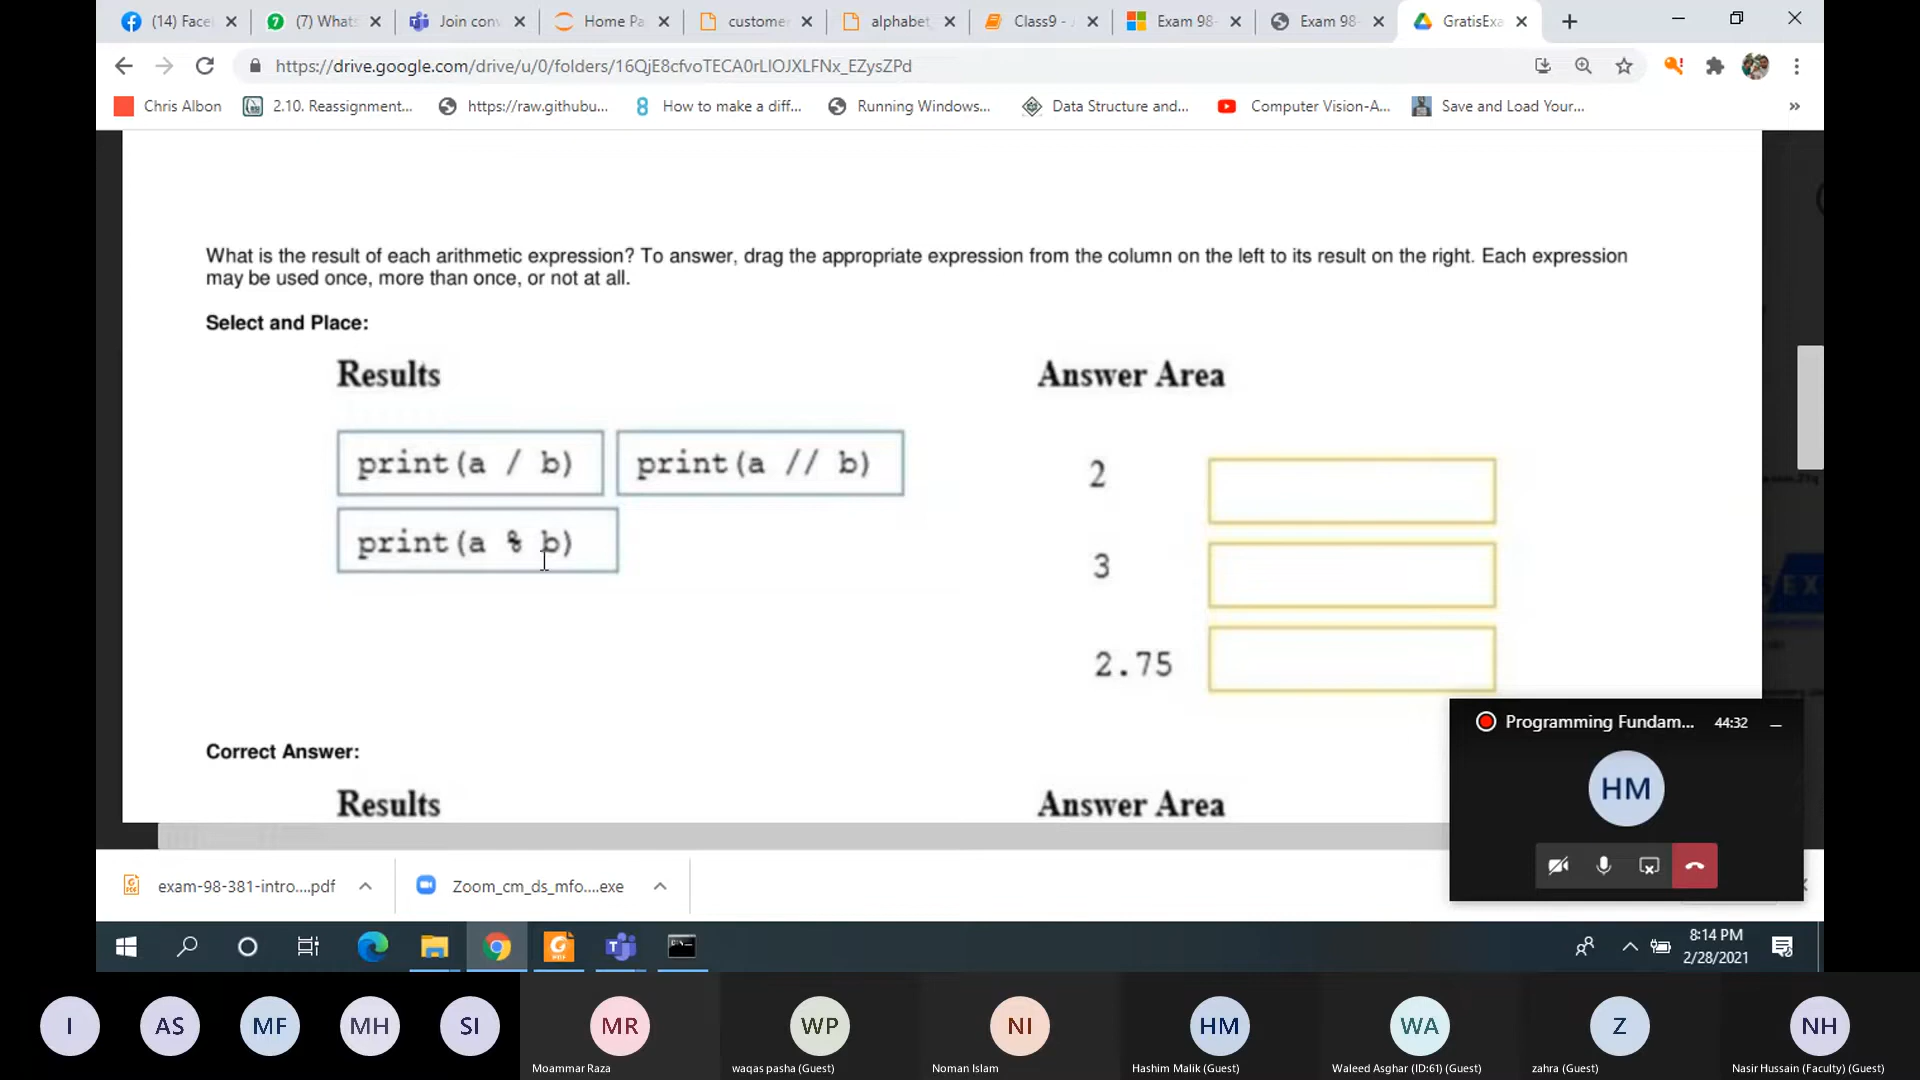 (14) Face
(7) What:
Join con
Home Pa
customer
alphabet_
Class9 -
Exam 98-
Exam 98-
GratisExa
https://drive.google.com/drive/u/0/folders/16QjE8cfvoTECA0rLIOJXLFNx_EZysZPd
Chris Albon
2.10. Reassignment...
https://raw.githubu...
How to make a diff...
Running Windows...
Data Structure and...
Computer Vision-A...
Save and Load Your...
What is the result of each arithmetic expression? To answer, drag the appropriate expression from the column on the left to its result on the right. Each expression
may be used once, more than once, or not at all.
Select and Place:
Results
Answer Area
print(a / b)
print(a // b)
print(a % b)
2
3
2.75
Correct Answer:
Results
Answer Area
Programming Fundam...
44:32
HM
exam-98-381-intro....pdf
Zoom_cm_ds_mfo....exe
8:14 PM
2/28/2021
I
AS
MF
MH
SI
MR
WP
NI
HM
WA
Z
NH
Moammar Raza
waqas pasha (Guest)
Noman Islam
Hashim Malik (Guest)
Waleed Asghar (ID:61) (Guest)
zahra (Guest)
Nasir Hussain (Faculty) (Guest)